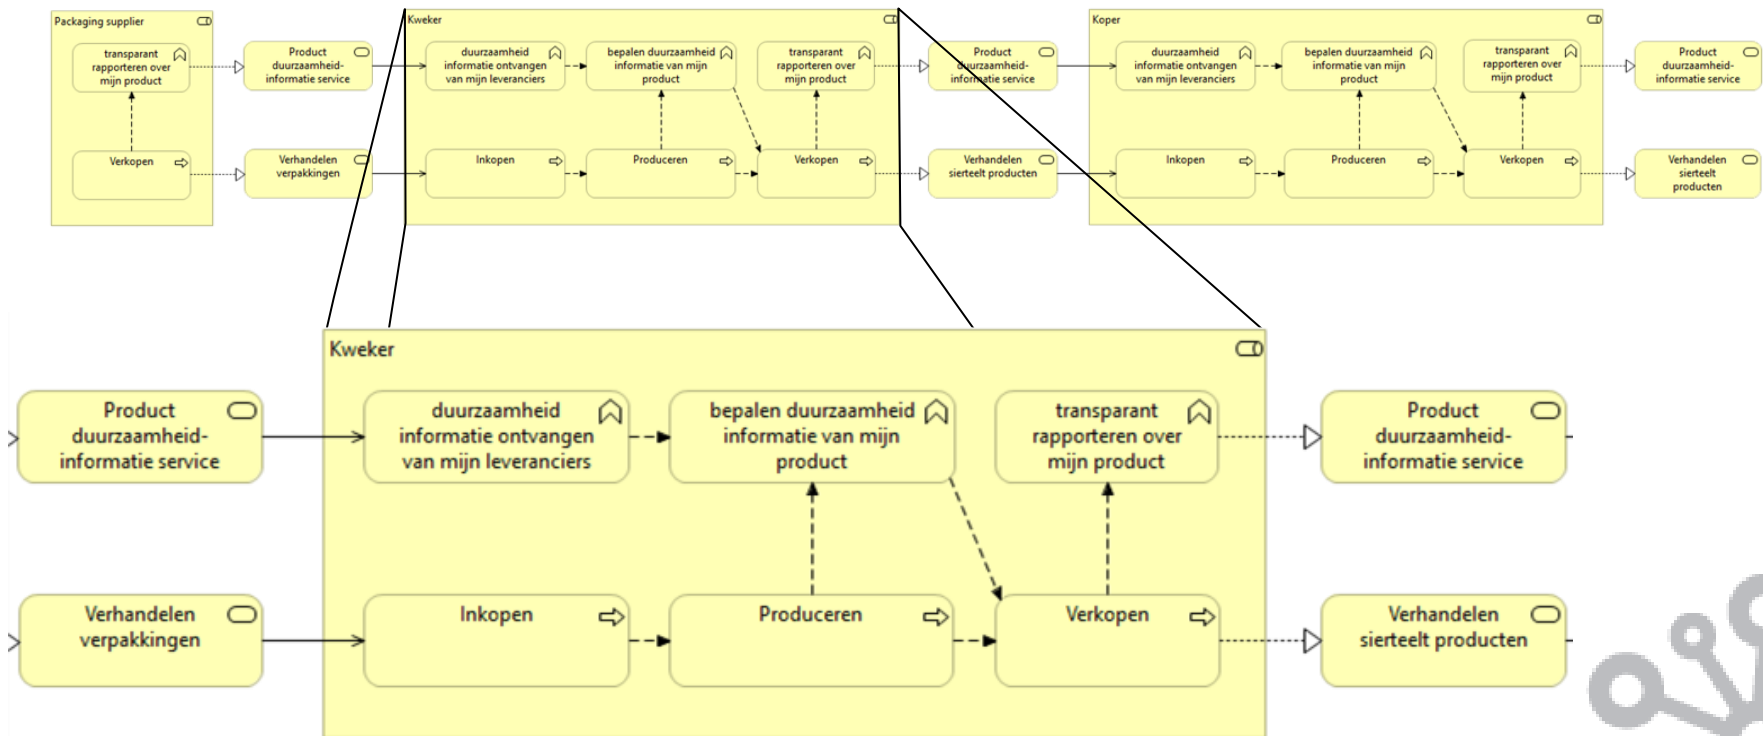 Packaging supplier
transparant
rapporteren over
mijn product
Verkopen
Product
duurzaamheid-
informatie service
Verhandelen
verpakkingen
Kweker
duurzaamheid
informatie ontvangen
van mijn leveranciers
bepalen duurzaamheid
informatie van mijn
product
transparant
rapporteren over
mijn product
Inkopen
Produceren
Verkopen
Product
duurzaamheid-
informatie service
Verhandelen
sierteelt producten
Koper
duurzaamheid
informatie ontvangen
van mijn leveranciers
bepalen duurzaamheid
informatie van mijn
product
transparant
rapporteren over
mijn product
Inkopen
Produceren
Verkopen
Product
duurzaamheid-
informatie service
Verhandelen
sierteelt
producten
Kweker
Product
duurzaamheid-
informatie service
duurzaamheid
informatie ontvangen
van mijn leveranciers
bepalen duurzaamheid
informatie van mijn
product
transparant
rapporteren over
mijn product
Product
duurzaamheid-
informatie service
Verhandelen
verpakkingen
Inkopen
Produceren
Verkopen
Verhandelen
sierteelt producten